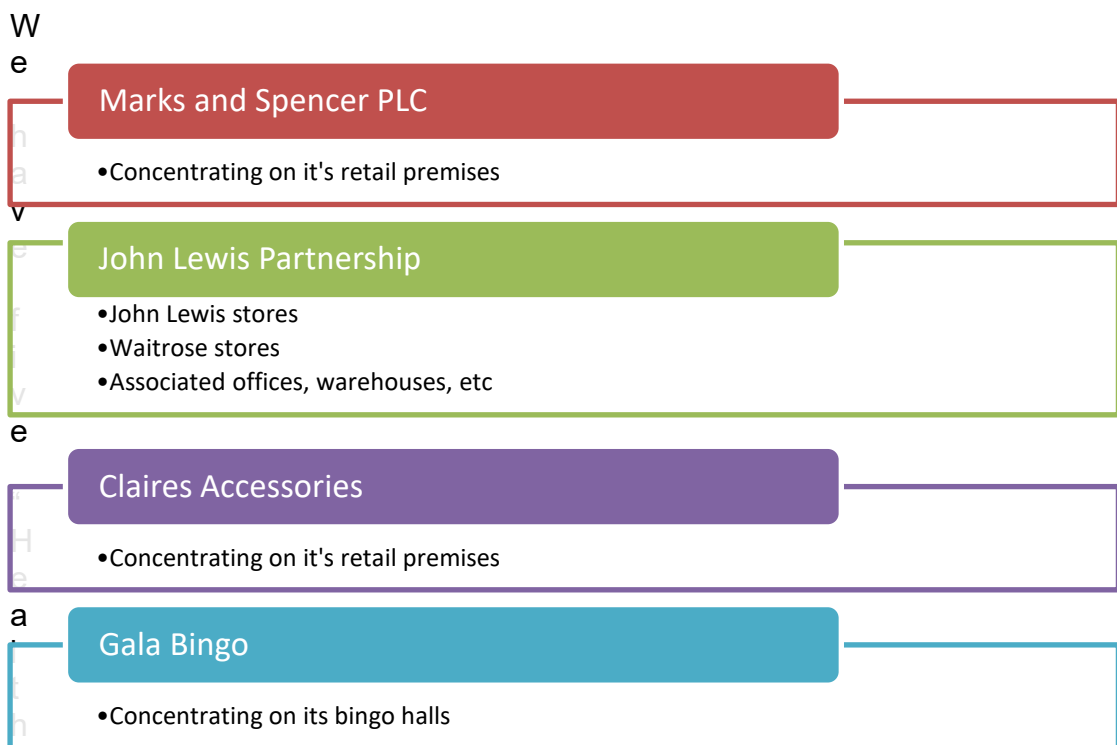 W
e
Marks and Spencer PLC
h
a
•Concentrating on it's retail premises
v
e
John Lewis Partnership
f
•John Lewis stores
i
•Waitrose stores
v
•Associated offices, warehouses, etc
e
Claires Accessories
“
H
•Concentrating on it's retail premises
e
a
l
Gala Bingo
t
h
•Concentrating on its bingo halls